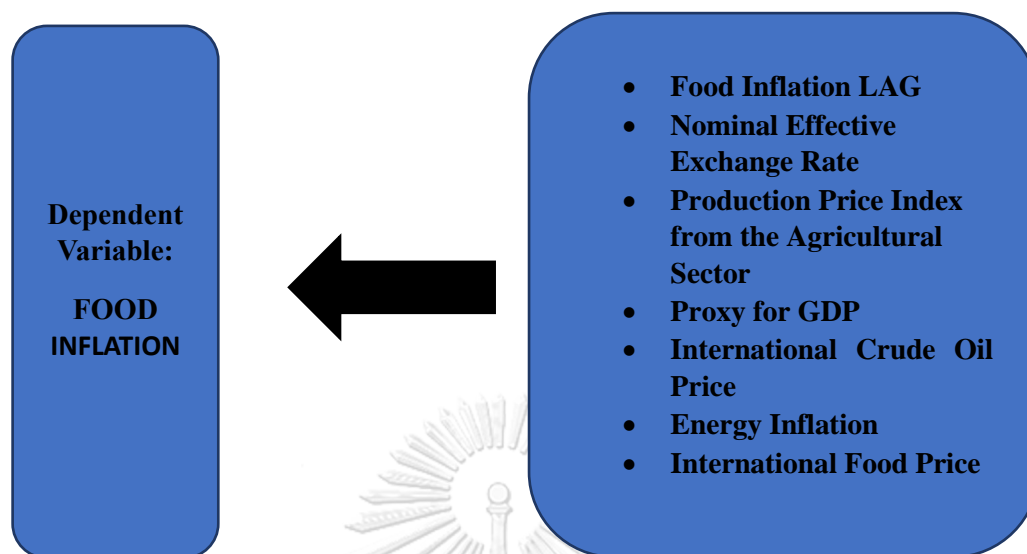 Dependent
Variable:
FOOD
INFLATION
• Food Inflation LAG
• Nominal Effective
Exchange Rate
• Production Price Index
from the Agricultural
Sector
• Proxy for GDP
• International Crude Oil
Price
• Energy Inflation
• International Food Price